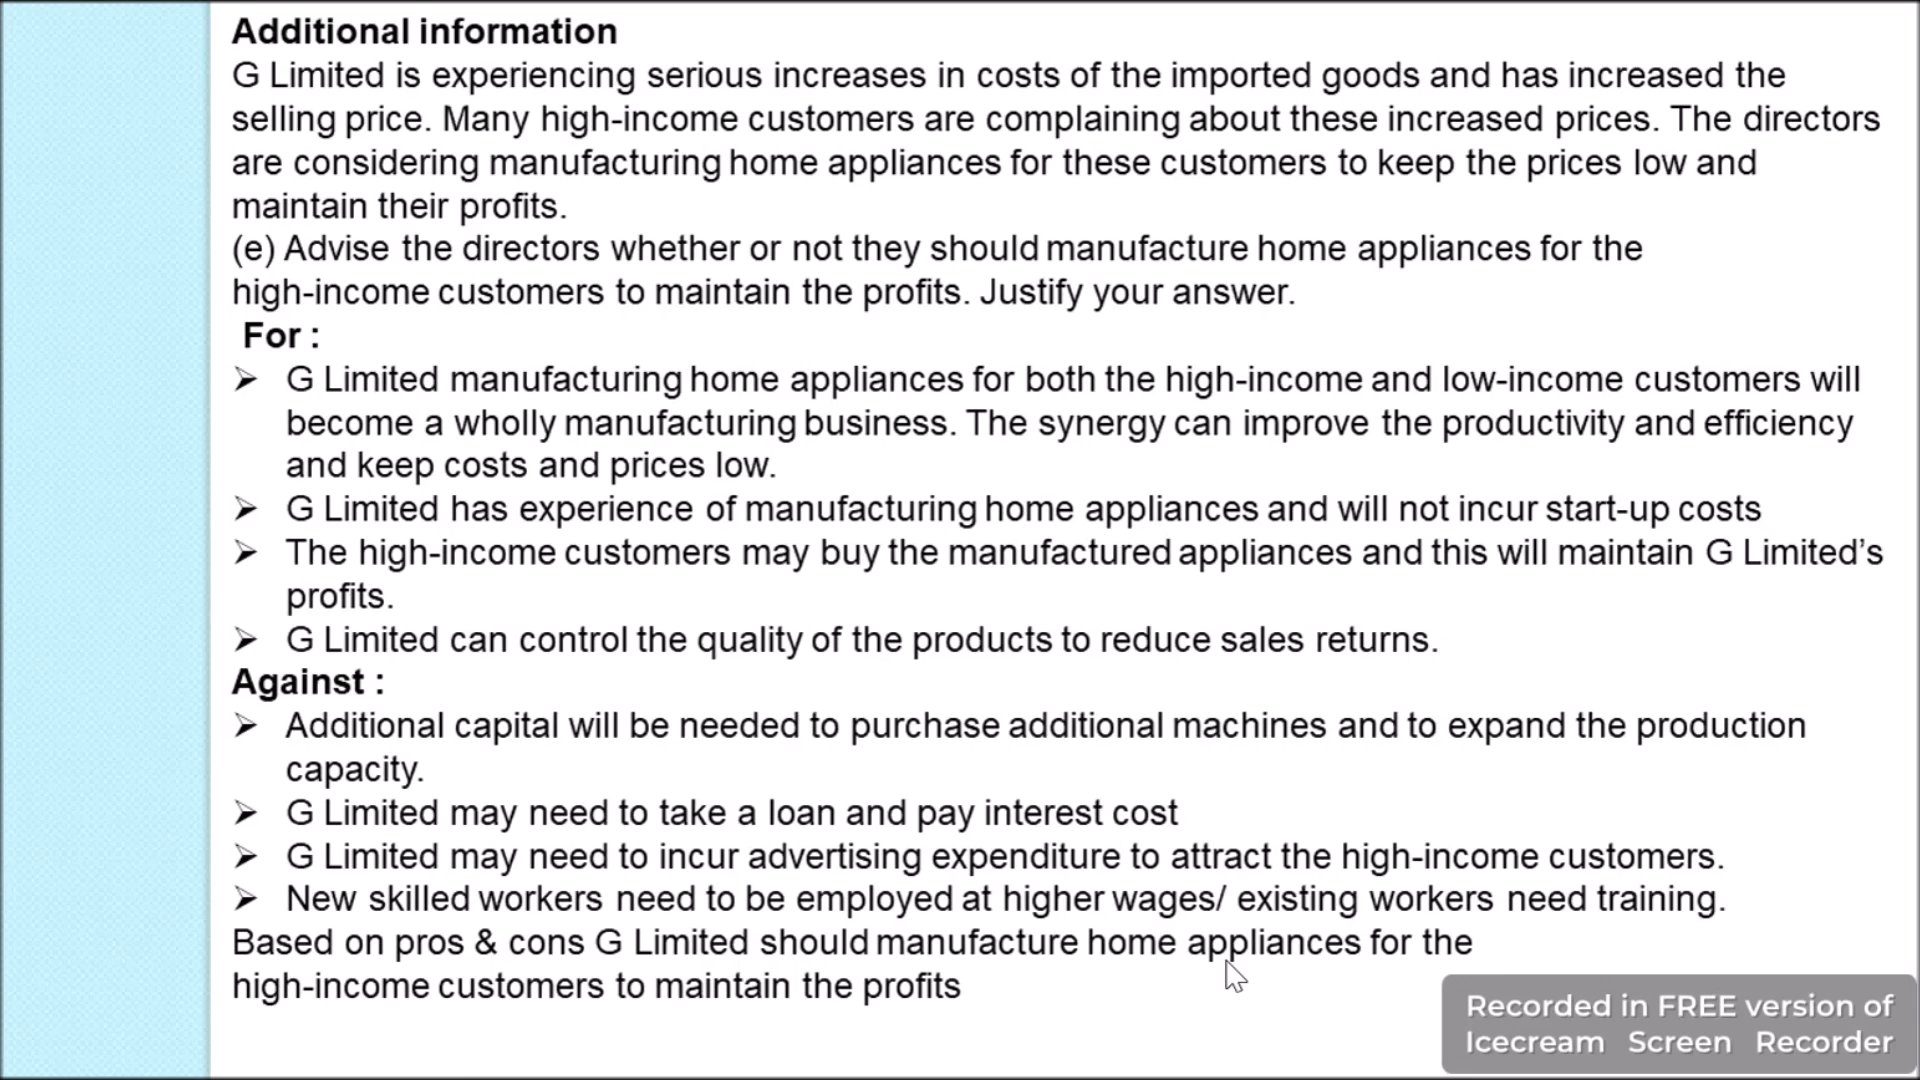 Additional information
G Limited is experiencing serious increases in costs of the imported goods and has increased the
selling price. Many high-income customers are complaining about these increased prices. The directors
are considering manufacturing home appliances for these customers to keep the prices low and
maintain their profits.
(e) Advise the directors whether or not they should manufacture home appliances for the
high-income customers to maintain the profits. Justify your answer.
For :
➢ G Limited manufacturing home appliances for both the high-income and low-income customers will
become a wholly manufacturing business. The synergy can improve the productivity and efficiency
and keep costs and prices low.
➢ G Limited has experience of manufacturing home appliances and will not incur start-up costs
➢ The high-income customers may buy the manufactured appliances and this will maintain G Limited’s
profits.
➢ G Limited can control the quality of the products to reduce sales returns.
Against :
➢ Additional capital will be needed to purchase additional machines and to expand the production
capacity.
➢ G Limited may need to take a loan and pay interest cost
➢ G Limited may need to incur advertising expenditure to attract the high-income customers.
➢ New skilled workers need to be employed at higher wages/ existing workers need training.
Based on pros & cons G Limited should manufacture home appliances for the
high-income customers to maintain the profits
Recorded in FREE version of
Icecream Screen Recorder